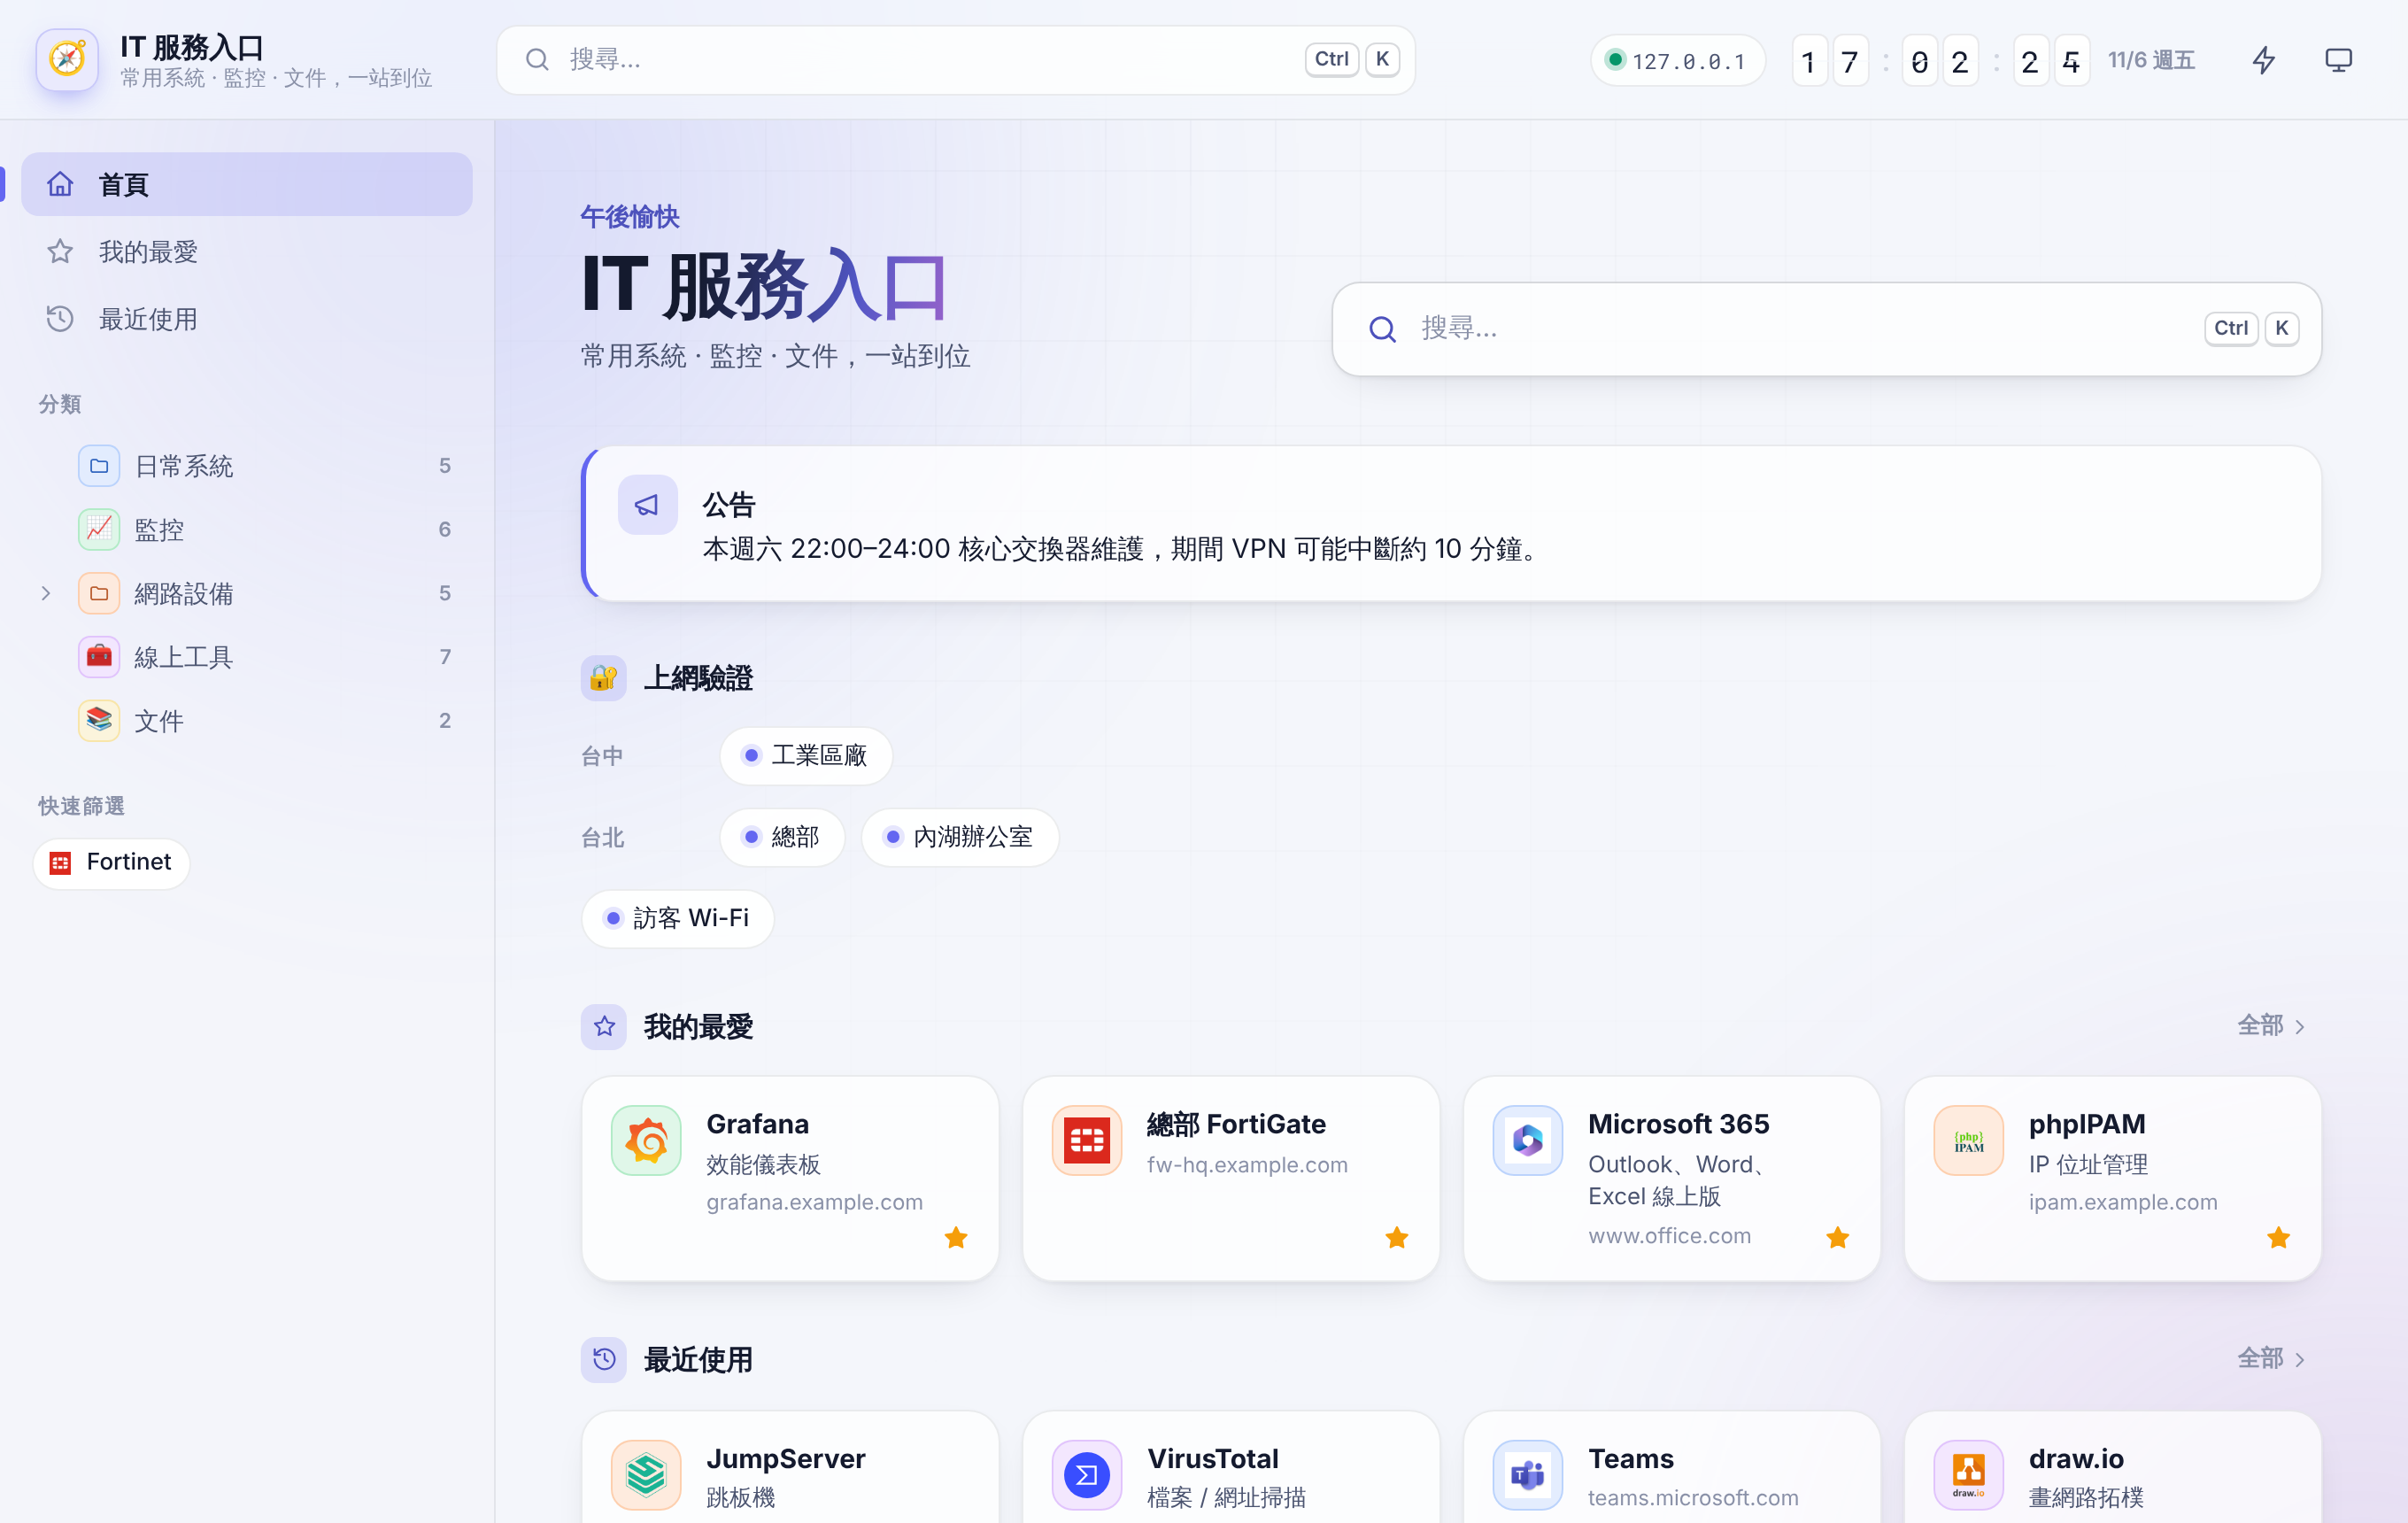 IT 服務入口
常用系統 · 監控 · 文件，一站到位
搜尋... Ctrl K
127.0.0.1
17:02:24
11/6 週五
首頁
我的最愛
最近使用
分類
日常系統 5
監控 6
網路設備 5
線上工具 7
文件 2
快速篩選
Fortinet
午後愉快
IT 服務入口
常用系統 · 監控 · 文件，一站到位
搜尋... Ctrl K
公告
本週六 22:00–24:00 核心交換器維護，期間 VPN 可能中斷約 10 分鐘。
上網驗證
台中 工業區廠
台北 總部 內湖辦公室
訪客 Wi-Fi
我的最愛 全部
Grafana
效能儀表板
grafana.example.com
總部 FortiGate
fw-hq.example.com
Microsoft 365
Outlook、Word、
Excel 線上版
www.office.com
{php}
IPAM
phpIPAM
IP 位址管理
ipam.example.com
最近使用 全部
JumpServer
跳板機
VirusTotal
檔案 / 網址掃描
T
Teams
teams.microsoft.com
draw.io
draw.io
畫網路拓樸